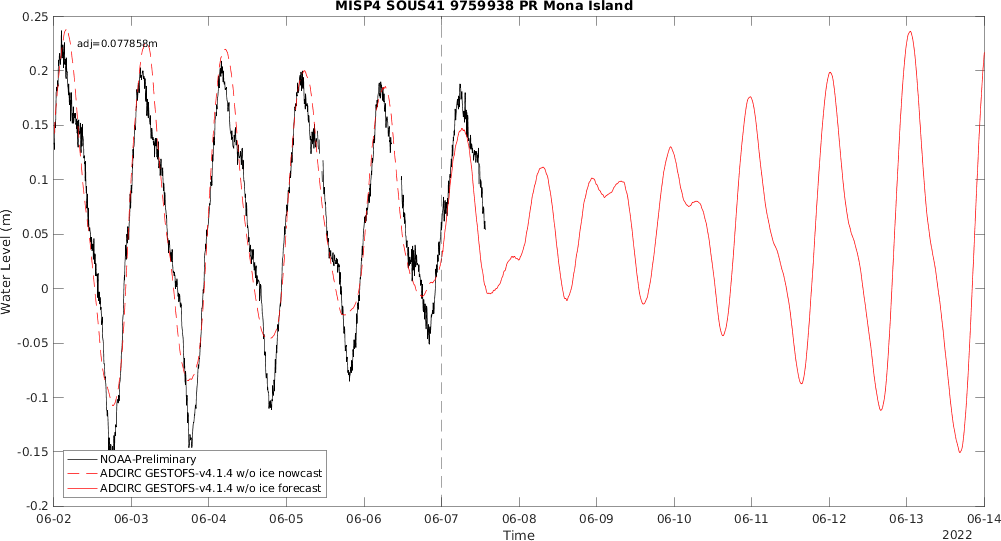 MISP4 SOUS41 9759938 PR Mona Island
adj=0.077858m
0.25
0.2
0.15
0.1
0.05
0
-0.05
-0.1
-0.15
-0.2
Water Level (m)
NOAA-Preliminary
ADCIRC GESTOFS-v4.1.4 w/o ice nowcast
ADCIRC GESTOFS-v4.1.4 w/o ice forecast
06-02 06-03 06-04 06-05 06-06 06-07 06-08 06-09 06-10 06-11 06-12 06-13 06-14
Time
2022